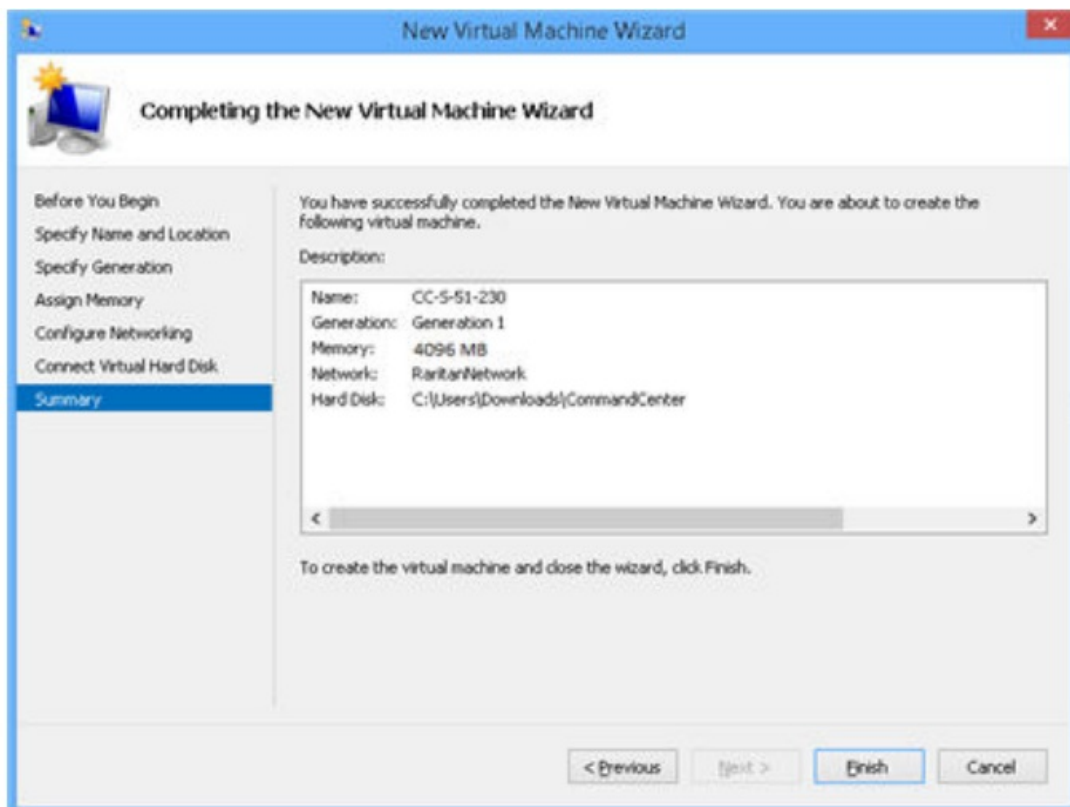 New Virtual Machine Wizard
Completing the New Virtual Machine Wizard
Before You Begin
Specify Name and Location
Specify Generation
Assign Memory
Configure Networking
Connect Virtual Hard Disk
Summary
You have successfully completed the New Virtual Machine Wizard. You are about to create the
following virtual machine.
Description:
Name: CC-S-51-230
Generation: Generation 1
Memory: 4096 MB
Network: RaritanNetwork
Hard Disk: C:\Users\Downloads\CommandCenter
To create the virtual machine and close the wizard, click Finish.
< Previous
Next >
Finish
Cancel